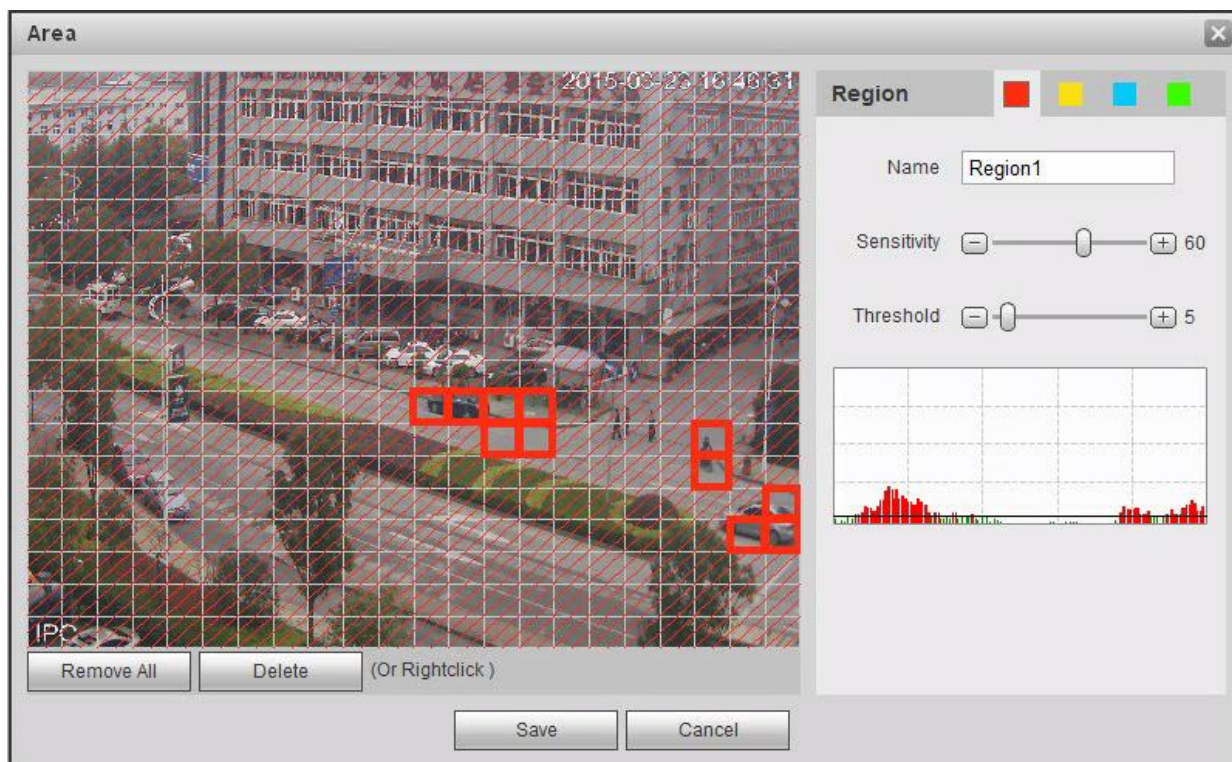 Area
2015-03-23 16:46:31
IPC
Region
Name Region1
Sensitivity 60
Threshold 5
Remove All Delete (Or Rightclick )
Save Cancel